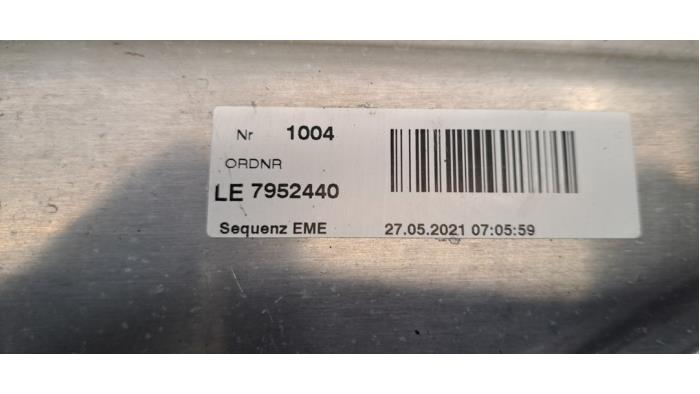 Nr 1004
ORDNR
LE 7952440
Sequenz EME 27.05.2021 07:05:59